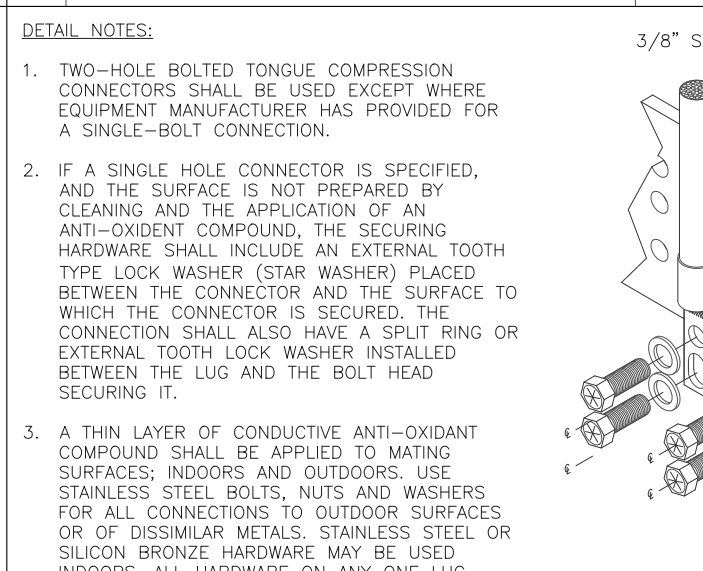 DETAIL NOTES:
3/8" S
1. TWO-HOLE BOLTED TONGUE COMPRESSION
CONNECTORS SHALL BE USED EXCEPT WHERE
EQUIPMENT MANUFACTURER HAS PROVIDED FOR
A SINGLE-BOLT CONNECTION.
2. IF A SINGLE HOLE CONNECTOR IS SPECIFIED,
AND THE SURFACE IS NOT PREPARED BY
CLEANING AND THE APPLICATION OF AN
ANTI-OXIDENT COMPOUND, THE SECURING
HARDWARE SHALL INCLUDE AN EXTERNAL TOOTH
TYPE LOCK WASHER (STAR WASHER) PLACED
BETWEEN THE CONNECTOR AND THE SURFACE TO
WHICH THE CONNECTOR IS SECURED. THE
CONNECTION SHALL ALSO HAVE A SPLIT RING OR
EXTERNAL TOOTH LOCK WASHER INSTALLED
BETWEEN THE LUG AND THE BOLT HEAD
SECURING IT.
3. A THIN LAYER OF CONDUCTIVE ANTI-OXIDANT
COMPOUND SHALL BE APPLIED TO MATING
SURFACES; INDOORS AND OUTDOORS. USE
STAINLESS STEEL BOLTS, NUTS AND WASHERS
FOR ALL CONNECTIONS TO OUTDOOR SURFACES
OR OF DISSIMILAR METALS. STAINLESS STEEL OR
SILICON BRONZE HARDWARE MAY BE USED
INDOORS. ALL HARDWARE ON ANY ONE LUG
℄
℄
℄
℄